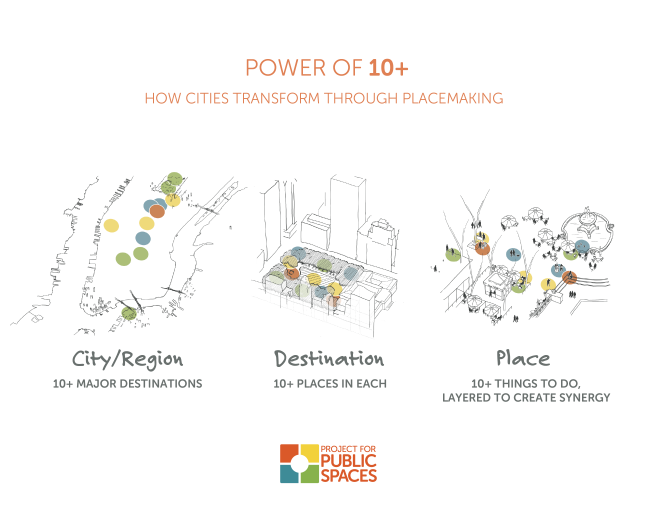 POWER OF 10+
HOW CITIES TRANSFORM THROUGH PLACEMAKING
City/Region
10+ MAJOR DESTINATIONS
Destination
10+ PLACES IN EACH
Place
10+ THINGS TO DO,
LAYERED TO CREATE SYNERGY
PROJECT FOR
PUBLIC
SPACES